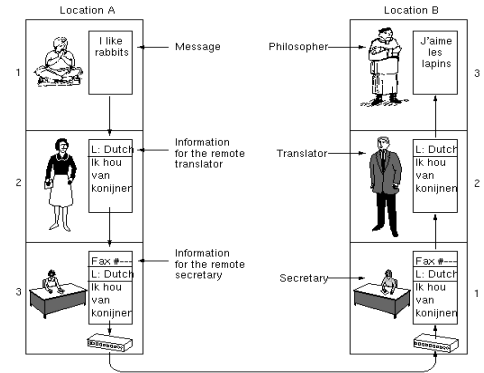 Location A
Location B
1
I like
rabbits
Message
Philosopher
J'aime
les
lapins
3
2
L: Dutch
Ik hou
van
konijnen
Information
for the remote
translator
Translator
L: Dutch
Ik hou
van
konijnen
2
3
Fax #---
L: Dutch
Ik hou
van
konijnen
Information
for the remote
secretary
Secretary
Fax #---
L: Dutch
Ik hou
van
konijnen
1